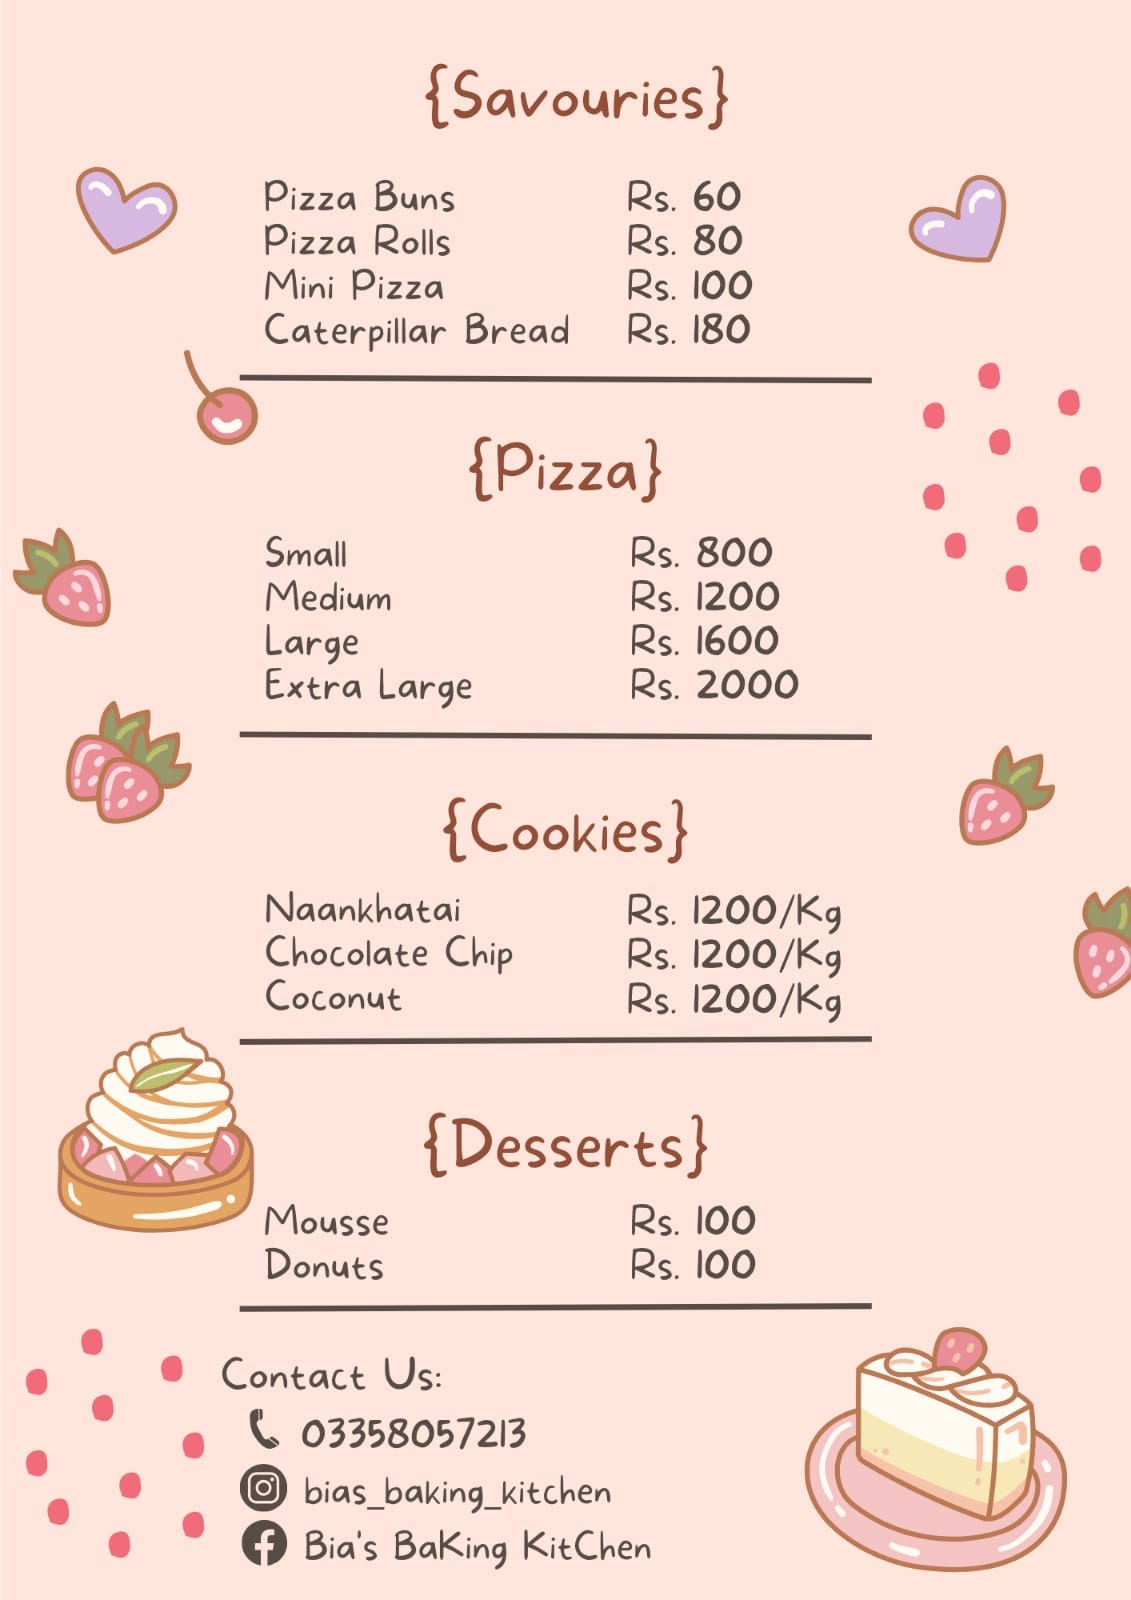 {Savouries}
Pizza Buns Rs. 60
Pizza Rolls Rs. 80
Mini Pizza Rs. 100
Caterpillar Bread Rs. 180
{Pizza}
Small Rs. 800
Medium Rs. 1200
Large Rs. 1600
Extra Large Rs. 2000
{Cookies}
Naankhatai Rs. 1200/Kg
Chocolate Chip Rs. 1200/Kg
Coconut Rs. 1200/Kg
{Desserts}
Mousse Rs. 100
Donuts Rs. 100
Contact Us:
03358057213
bias_baking_kitchen
Bia's BaKing KitChen